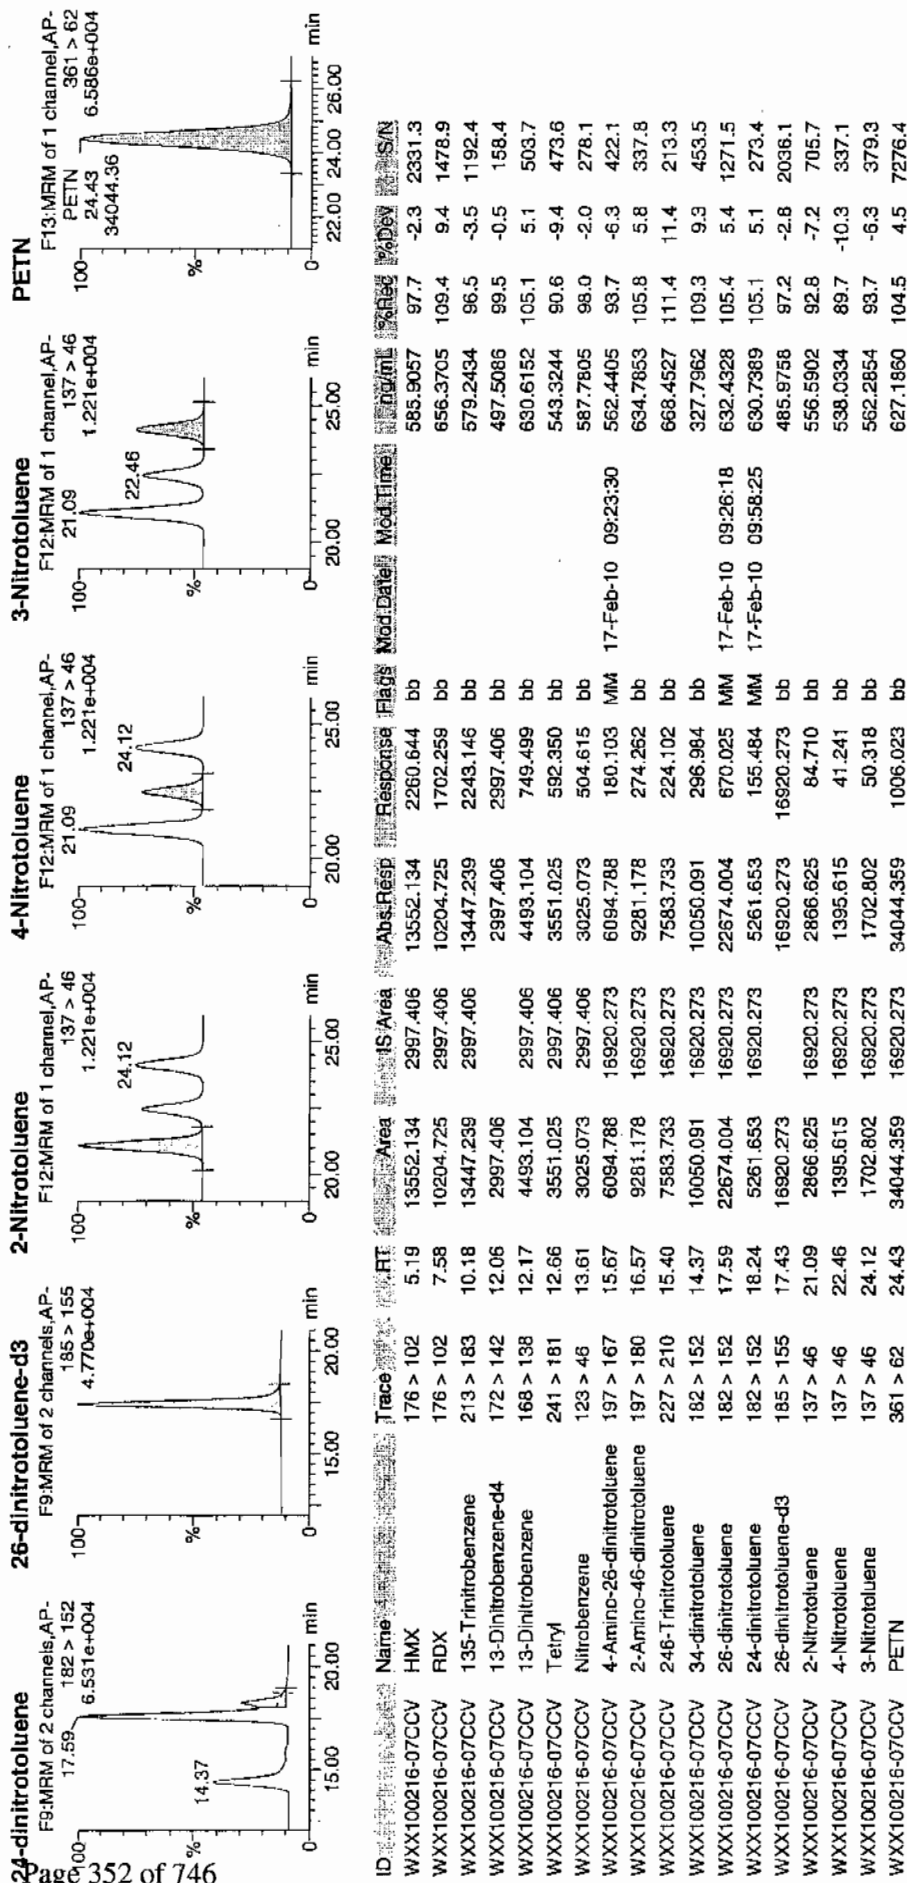 24-dinitrotoluene
F9:MRM of 2 channels,AP-
182 > 152
6.531e+004
17.59
14.37
100
%
0
15.00
20.00
26-dinitrotoluene-d3
F9:MRM of 2 channels,AP-
185 > 155
4.770e+004
100
%
0
15.00
20.00
min
2-Nitrotoluene
F12:MRM of 1 channel,AP-
137 > 46
1.221e+004
24.12
100
%
0
20.00
25.00
min
4-Nitrotoluene
F12:MRM of 1 channel,AP-
137 > 46
1.221e+004
21.09
24.12
100
%
0
20.00
25.00
min
3-Nitrotoluene
F12:MRM of 1 channel,AP-
137 > 46
1.221e+004
21.09
22.46
100
%
0
20.00
25.00
min
PETN
F13:MRM of 1 channel,AP-
361 > 62
6.586e+004
PETN
24.43
34044.36
100
%
0
22.00
24.00
26.00
min
ID Name Trace RT Area IS Area Abs.Resp Response Flags Mod.Date Mod.Time ng/mL %Rec %Dev S/N
WXX100216-07CCV HMX 176 > 102 5.19 13552.134 2997.406 13552.134 2260.644 bb 585.9057 97.7 -2.3 2331.3
WXX100216-07CCV RDX 176 > 102 7.58 10204.725 2997.406 10204.725 1702.259 bb 656.3705 109.4 9.4 1478.9
WXX100216-07CCV 135-Trinitrobenzene 213 > 183 10.18 13447.239 2997.406 13447.239 2243.146 bb 579.2434 96.5 -3.5 1192.4
WXX100216-07CCV 13-Dinitrobenzene-d4 172 > 142 12.06 2997.406 2997.406 2997.406 bb 497.5086 99.5 -0.5 158.4
WXX100216-07CCV 13-Dinitrobenzene 168 > 138 12.17 4493.104 2997.406 4493.104 749.499 bb 630.6152 105.1 5.1 503.7
WXX100216-07CCV Tetryl 241 > 181 12.66 3551.025 2997.406 3551.025 592.350 bb 543.3244 90.6 -9.4 473.6
WXX100216-07CCV Nitrobenzene 123 > 46 13.61 3025.073 2997.406 3025.073 504.615 bb 587.7805 98.0 -2.0 278.1
WXX100216-07CCV 4-Amino-26-dinitrotoluene 197 > 167 15.67 6094.788 16920.273 6094.788 180.103 MM 17-Feb-10 09:23:30 562.4405 93.7 -6.3 422.1
WXX100216-07CCV 2-Amino-46-dinitrotoluene 197 > 180 16.57 9281.178 16920.273 9281.178 274.262 bb 634.7853 105.8 5.8 337.8
WXX100216-07CCV 246-Trinitrotoluene 227 > 210 15.40 7583.733 16920.273 7583.733 224.102 bb 668.4527 111.4 11.4 213.3
WXX100216-07CCV 34-dinitrotoluene 182 > 152 14.37 10050.091 16920.273 10050.091 296.984 bb 327.7962 109.3 9.3 453.5
WXX100216-07CCV 26-dinitrotoluene 182 > 152 17.59 22674.004 16920.273 22674.004 670.025 MM 17-Feb-10 09:26:18 632.4328 105.4 5.4 1271.5
WXX100216-07CCV 24-dinitrotoluene 182 > 152 18.24 5261.653 16920.273 5261.653 155.484 MM 17-Feb-10 09:58:25 630.7389 105.1 5.1 273.4
WXX100216-07CCV 26-dinitrotoluene-d3 185 > 155 17.43 16920.273 16920.273 16920.273 bb 485.9758 97.2 -2.8 2036.1
WXX100216-07CCV 2-Nitrotoluene 137 > 46 21.09 2866.625 16920.273 2866.625 84.710 bb 556.5902 92.8 -7.2 705.7
WXX100216-07CCV 4-Nitrotoluene 137 > 46 22.46 1395.615 16920.273 1395.615 41.241 bb 538.0334 89.7 -10.3 337.1
WXX100216-07CCV 3-Nitrotoluene 137 > 46 24.12 1702.802 16920.273 1702.802 50.318 bb 562.2854 93.7 -6.3 379.3
WXX100216-07CCV PETN 361 > 62 24.43 34044.359 16920.273 34044.359 1006.023 bb 627.1860 104.5 4.5 7276.4
Page 352 of 746